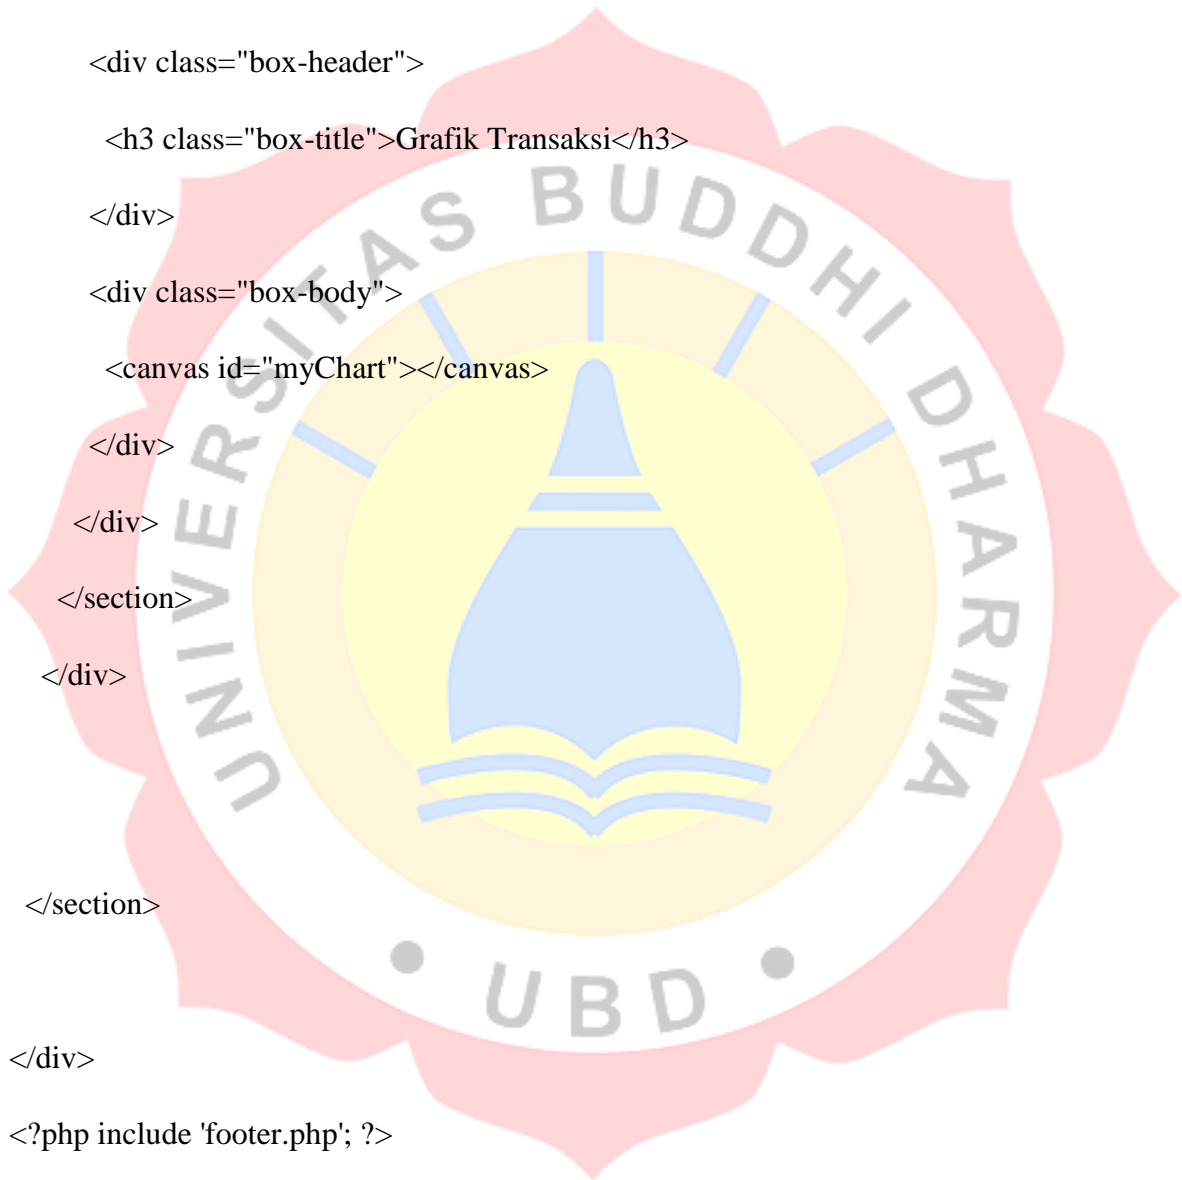 <div class="box-header">
<h3 class="box-title">Grafik Transaksi</h3>
</div>
<div class="box-body">
<canvas id="myChart"></canvas>
</div>
</div>
</section>
</div>
</section>
</div>
<?php include 'footer.php'; ?>
UNIVERSITAS BUDDHI DHARMA
• UBD •